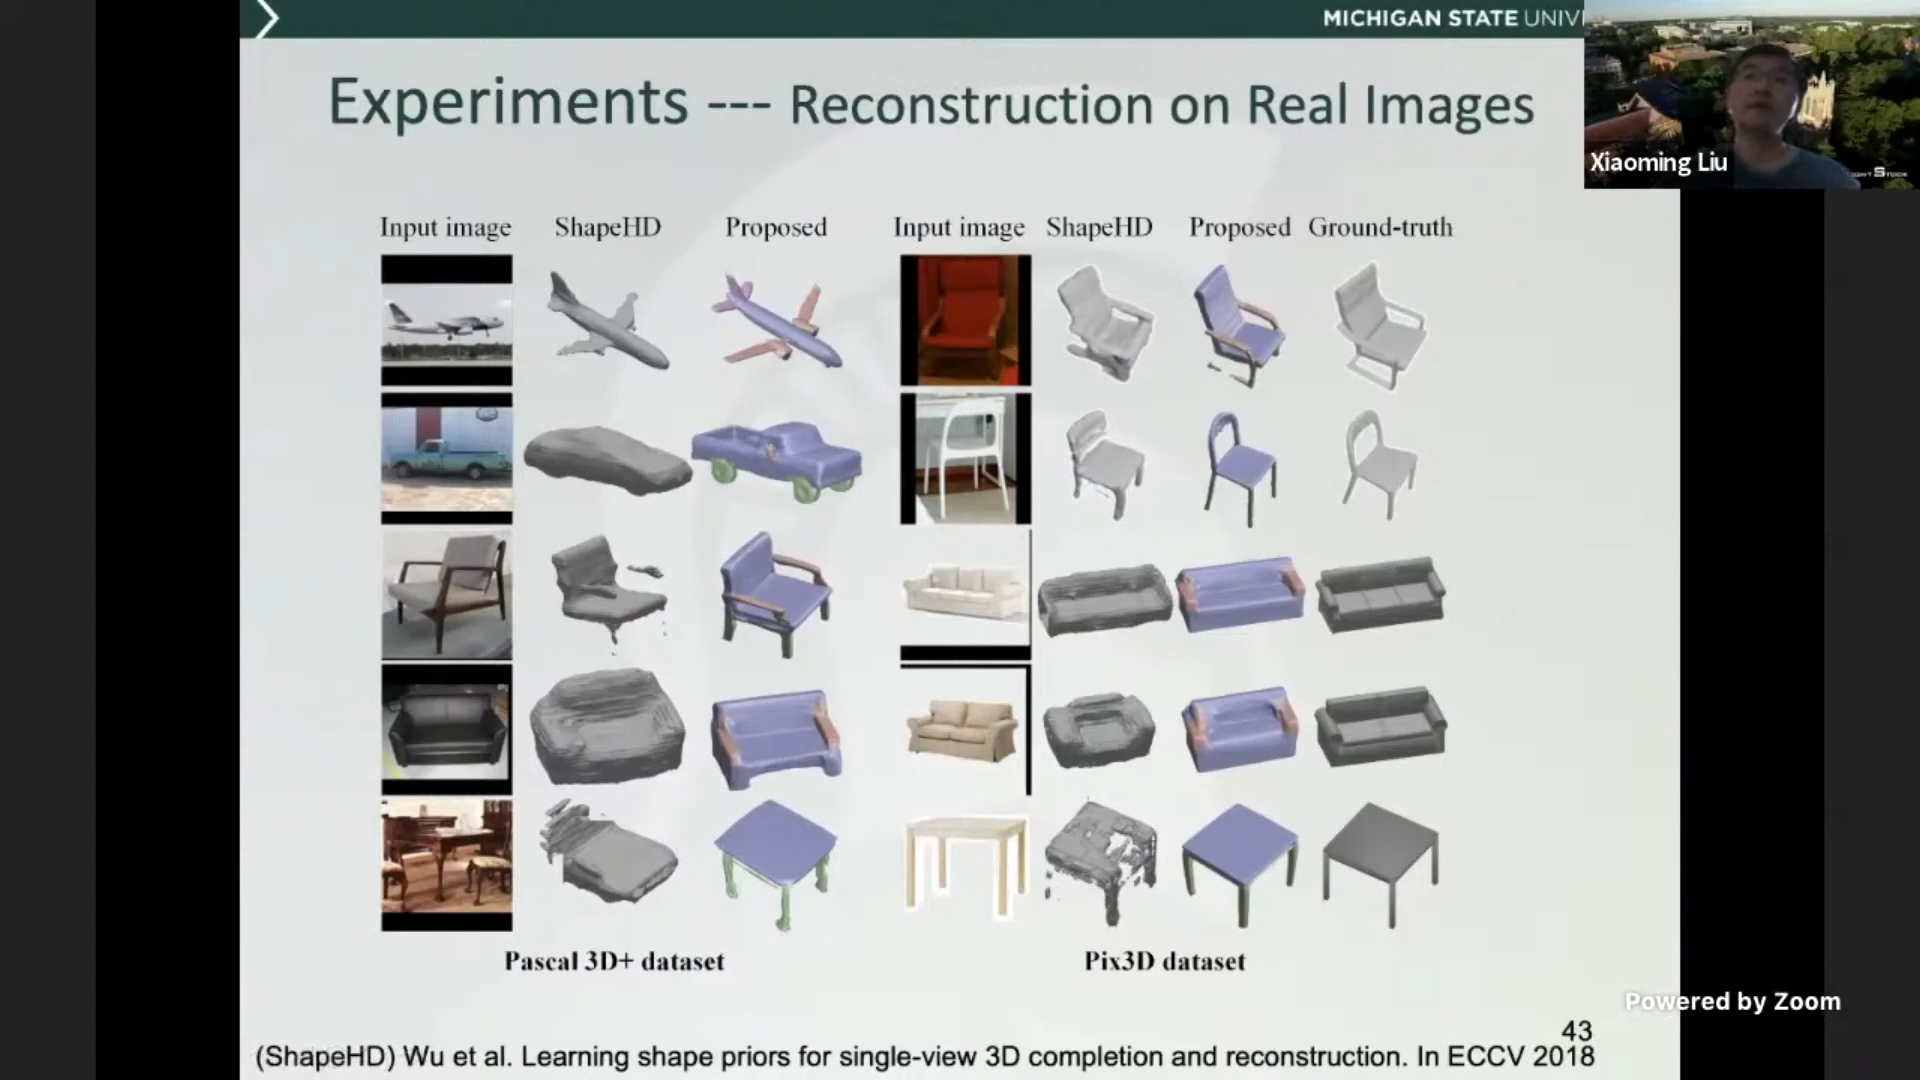 MICHIGAN STATE UNIV
Experiments --- Reconstruction on Real Images
Xiaoming Liu
Input image ShapeHD Proposed Input image ShapeHD Proposed Ground-truth
Pascal 3D+ dataset Pix3D dataset
Powered by Zoom
43
(ShapeHD) Wu et al. Learning shape priors for single-view 3D completion and reconstruction. In ECCV 2018